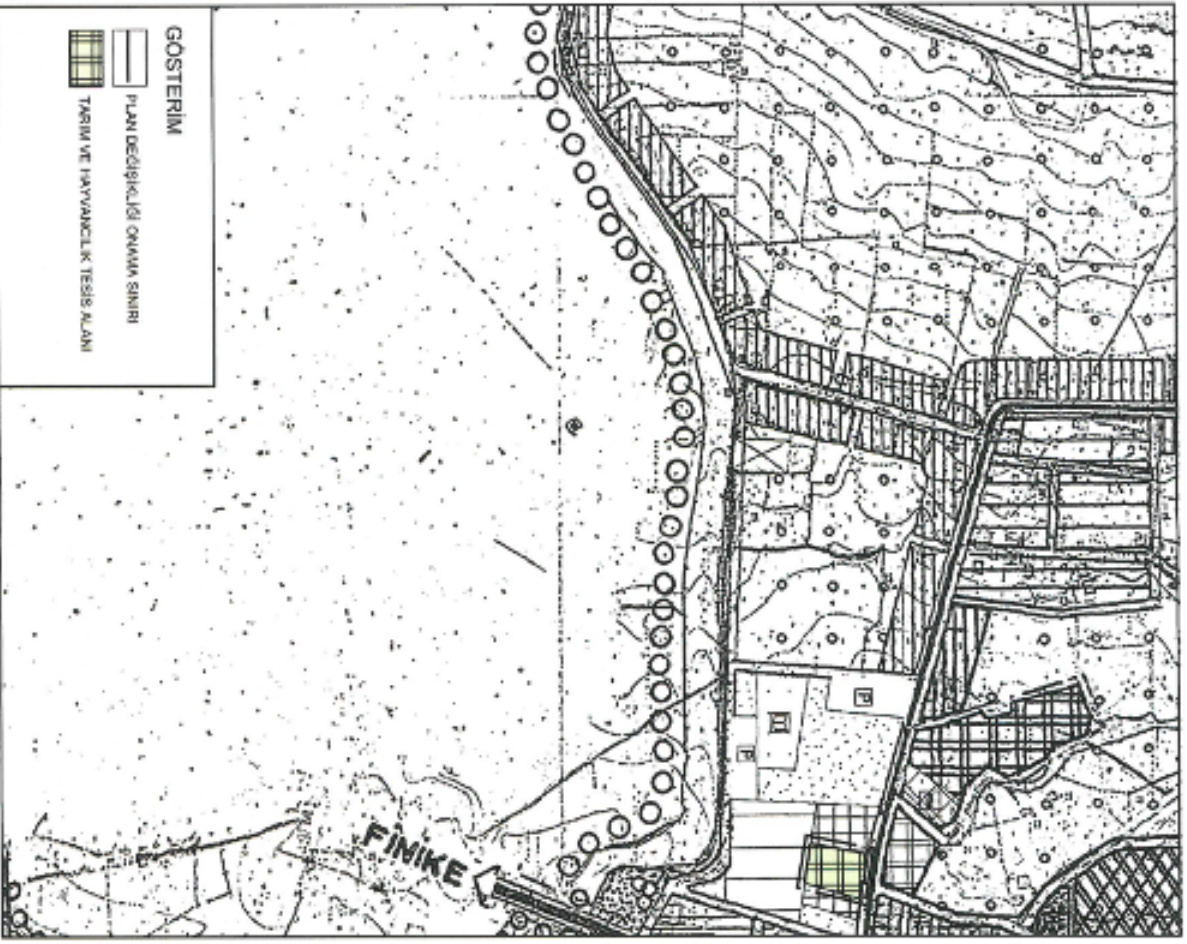 GÖSTERİM
PLAN DEĞİŞİKLİĞİ ONAMA SINIRI
TARIM VE HAYVANCILIK TESİS ALANI
P
P
FİNİKE